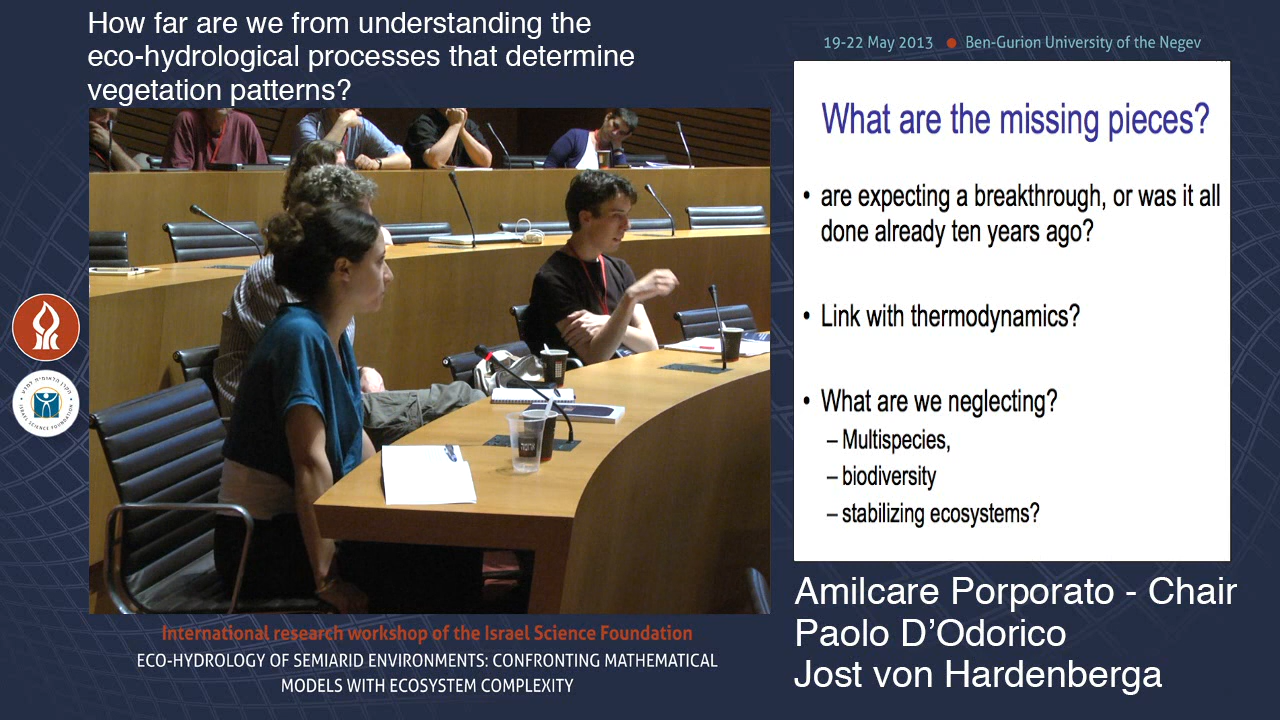 How far are we from understanding the
eco-hydrological processes that determine
vegetation patterns?
19-22 May 2013 ● Ben-Gurion University of the Negev
What are the missing pieces?
• are expecting a breakthrough, or was it all
done already ten years ago?
• Link with thermodynamics?
• What are we neglecting?
– Multispecies,
– biodiversity
– stabilizing ecosystems?
Amilcare Porporato - Chair
Paolo D’Odorico
Jost von Hardenberga
International research workshop of the Israel Science Foundation
ECO-HYDROLOGY OF SEMIARID ENVIRONMENTS: CONFRONTING MATHEMATICAL
MODELS WITH ECOSYSTEM COMPLEXITY
ISRAEL SCIENCE FOUNDATION